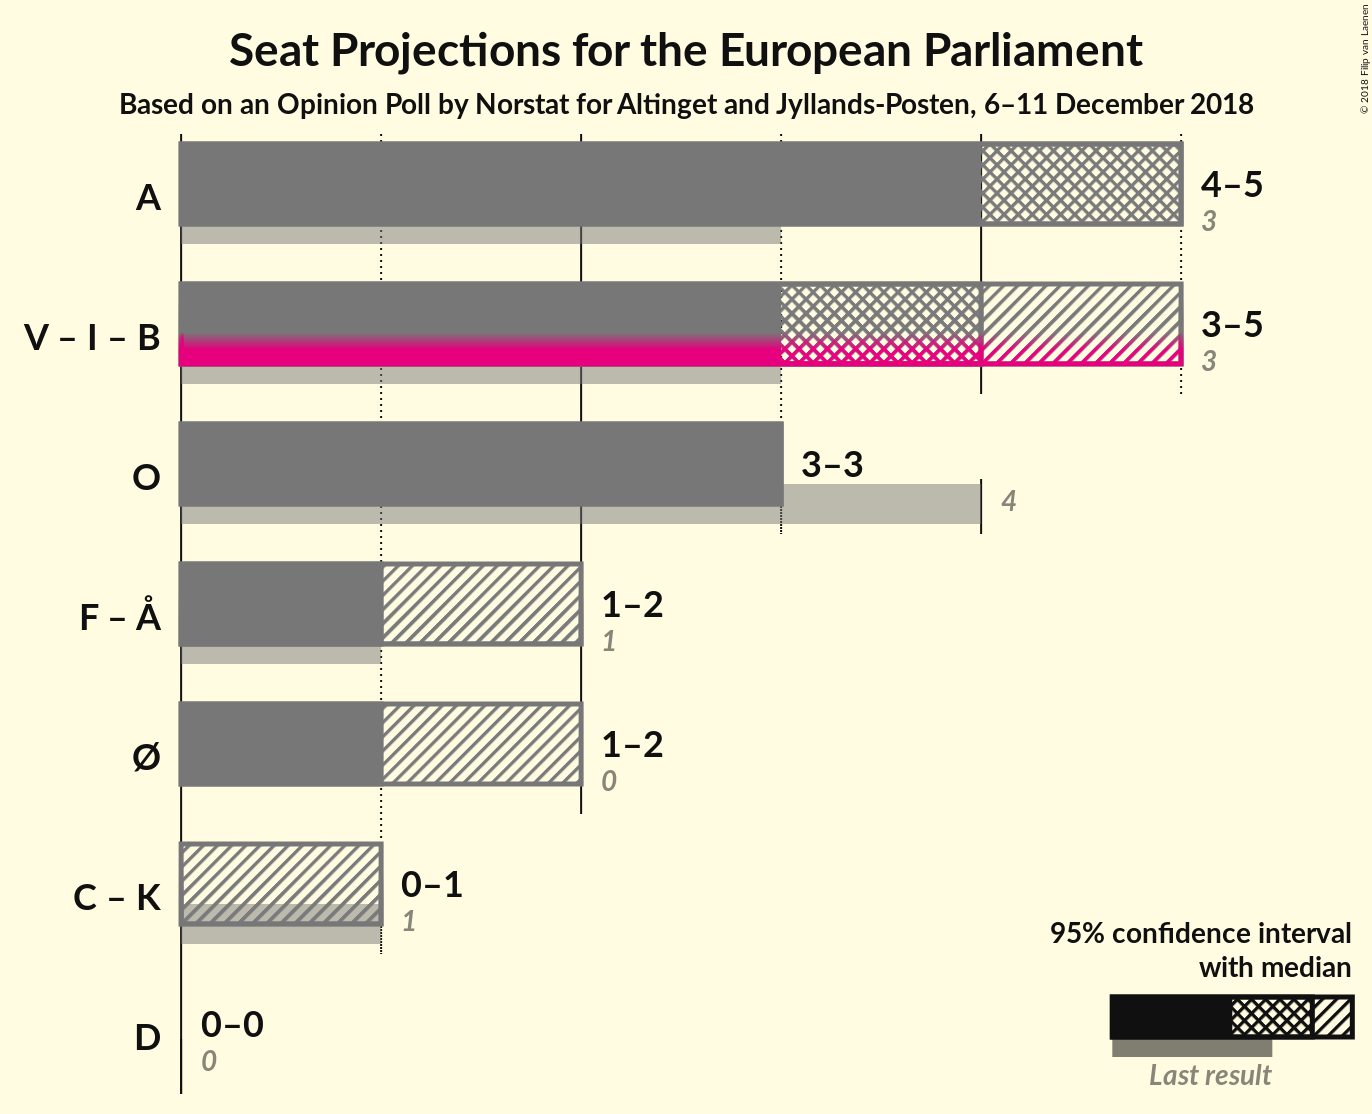 Seat Projections for the European Parliament
Based on an Opinion Poll by Norstat for Altinget and Jyllands-Posten, 6–11 December 2018
© 2018 Filip van Laenen
A
4–5
3
V – I – B
3–5
3
O
3–3
4
F – Å
1–2
1
Ø
1–2
0
C – K
0–1
1
D
0–0
0
95% confidence interval
with median
Last result